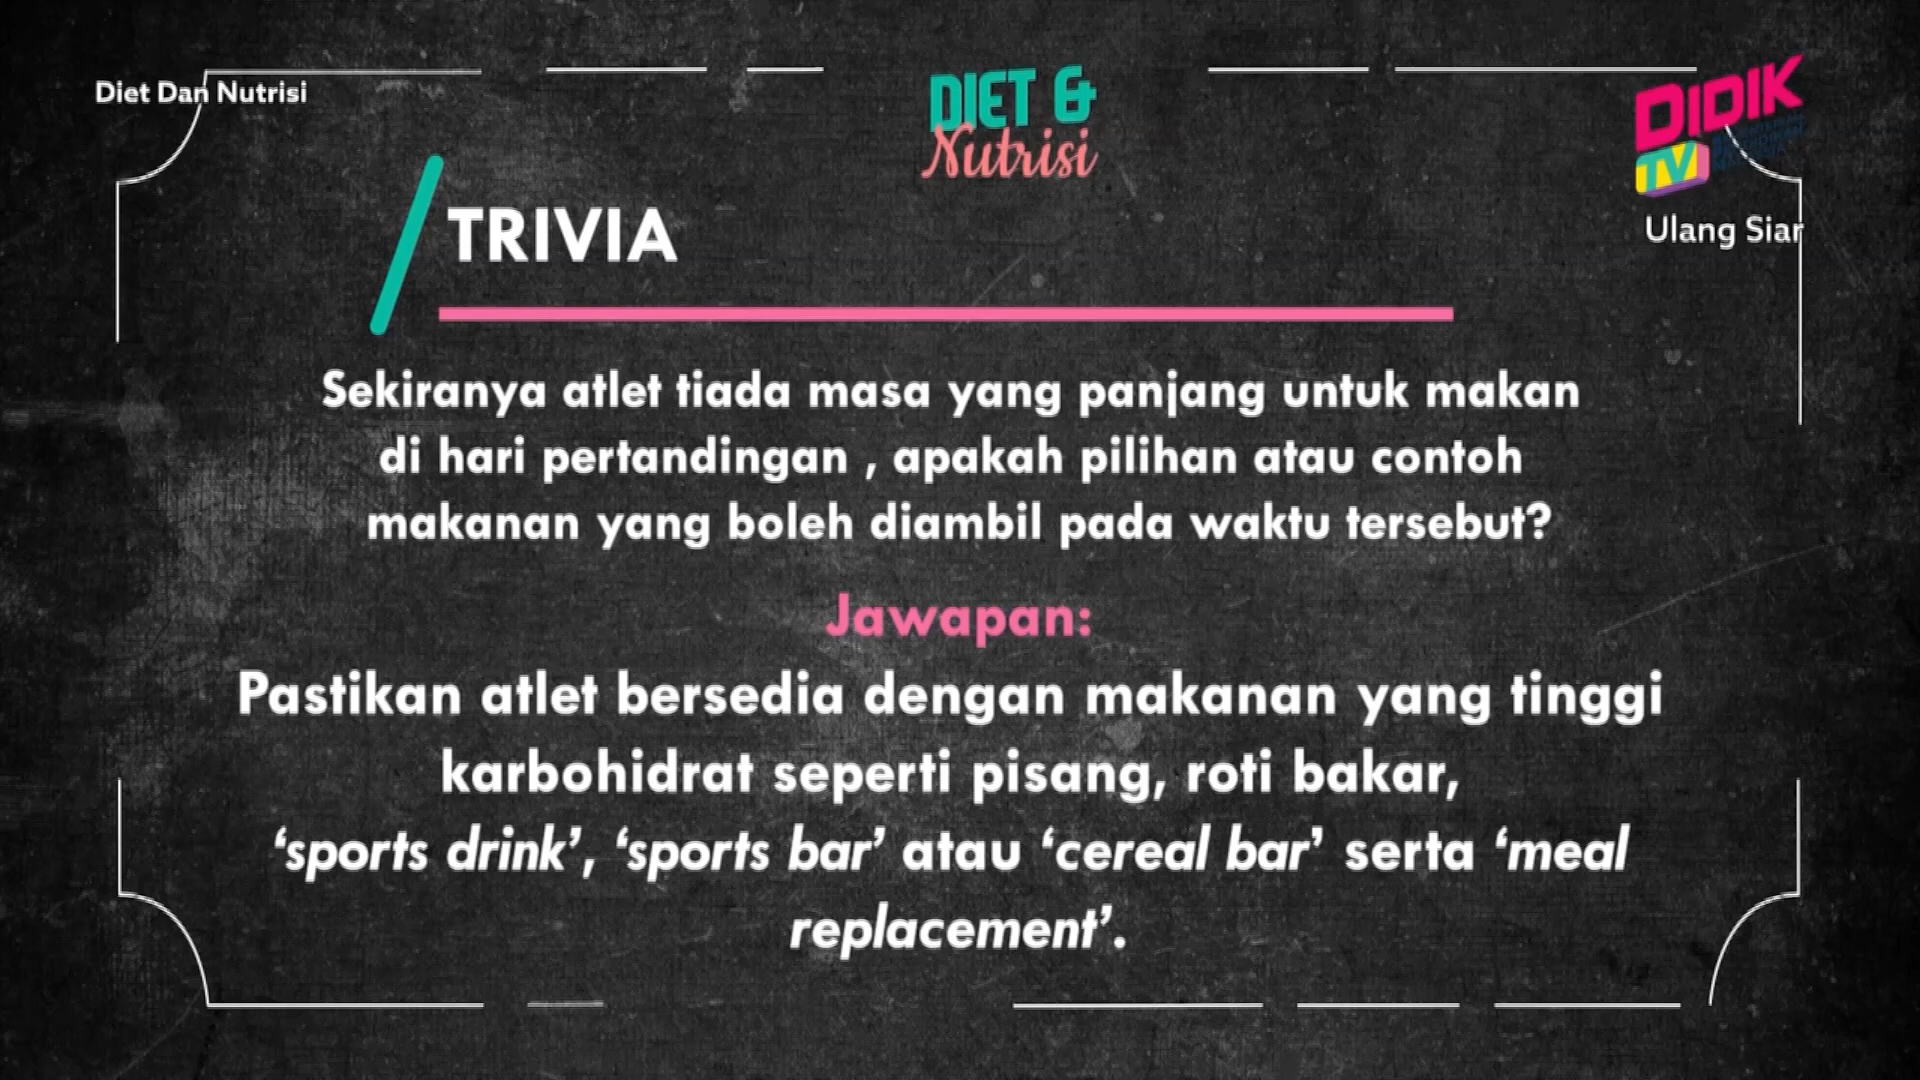 Diet Dan Nutrisi
DIET &
Nutrisi
DIDIK
TV
Ulang Siar
TRIVIA
Sekiranya atlet tiada masa yang panjang untuk makan
di hari pertandingan , apakah pilihan atau contoh
makanan yang boleh diambil pada waktu tersebut?
Jawapan:
Pastikan atlet bersedia dengan makanan yang tinggi
karbohidrat seperti pisang, roti bakar,
‘sports drink’, ‘sports bar’ atau ‘cereal bar’ serta ‘meal
replacement’.